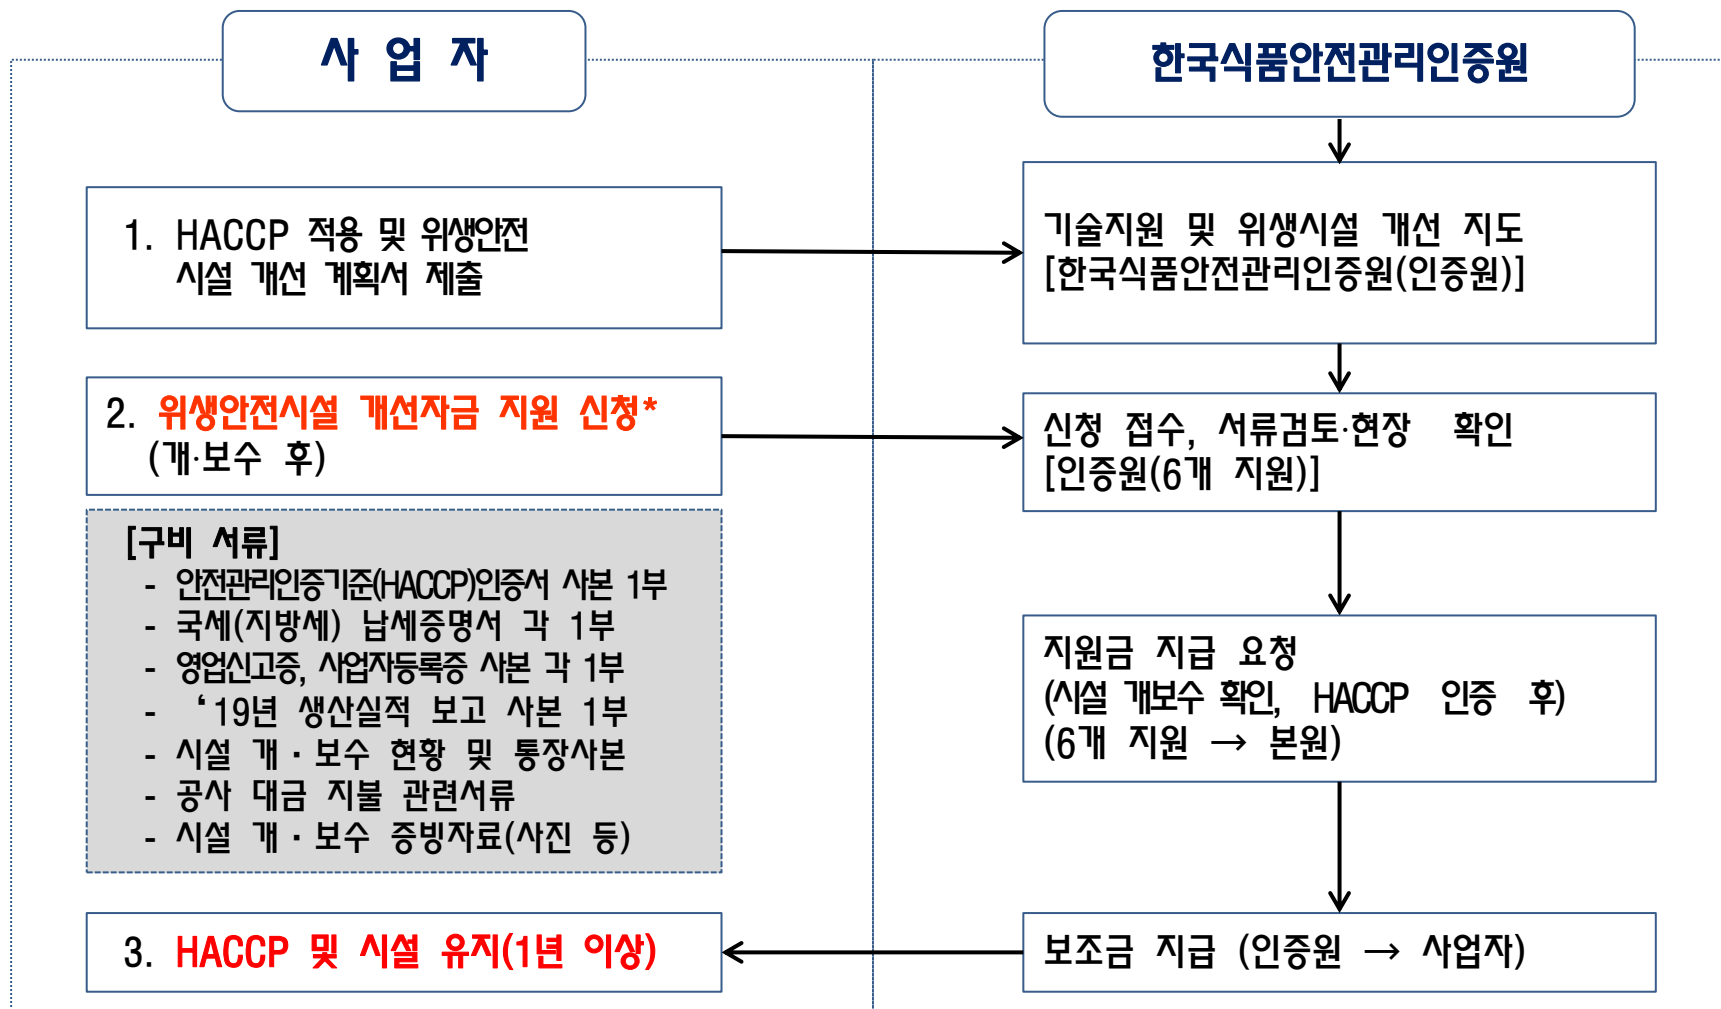 사 업 자
한국식품안전관리인증원
1. HACCP 적용 및 위생안전
시설 개선 계획서 제출
기술지원 및 위생시설 개선 지도
[한국식품안전관리인증원(인증원)]
2. 위생안전시설 개선자금 지원 신청*
(개·보수 후)
신청 접수, 서류검토·현장 확인
[인증원(6개 지원)]
[구비 서류]
- 안전관리인증기준(HACCP)인증서 사본 1부
- 국세(지방세) 납세증명서 각 1부
- 영업신고증, 사업자등록증 사본 각 1부
- ‘19년 생산실적 보고 사본 1부
- 시설 개·보수 현황 및 통장사본
- 공사 대금 지불 관련서류
- 시설 개·보수 증빙자료(사진 등)
지원금 지급 요청
(시설 개보수 확인, HACCP 인증 후)
(6개 지원 → 본원)
3. HACCP 및 시설 유지(1년 이상)
보조금 지급 (인증원 → 사업자)